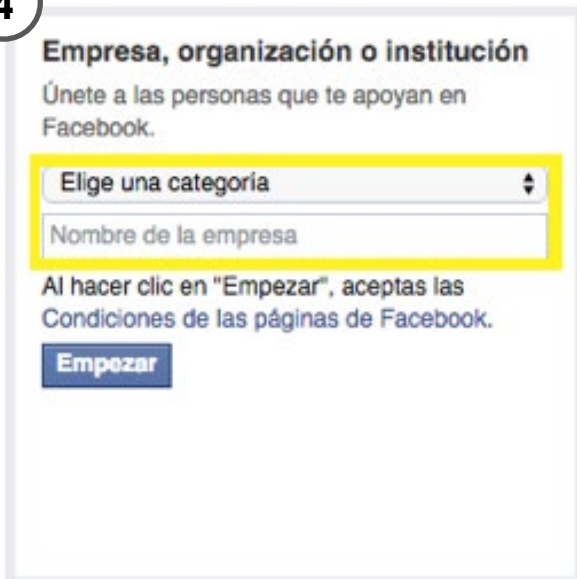 4
Empresa, organización o institución
Únete a las personas que te apoyan en
Facebook.
Elige una categoría
Nombre de la empresa
Al hacer clic en "Empezar", aceptas las
Condiciones de las páginas de Facebook.
Empezar